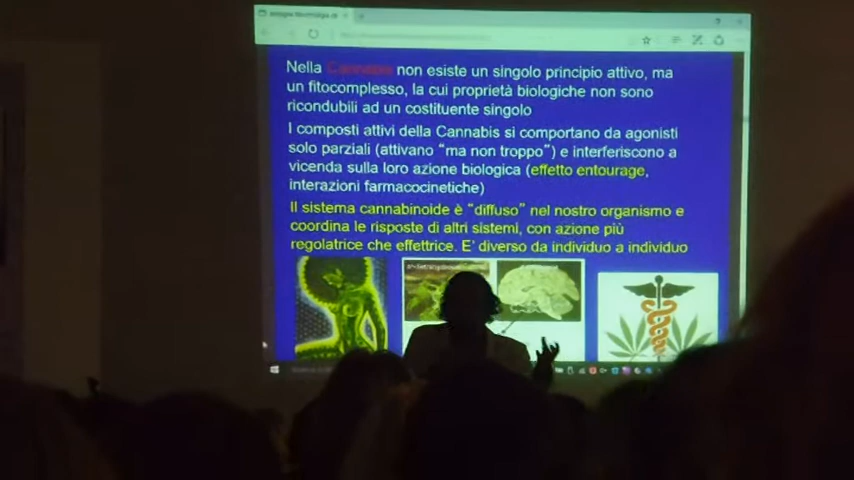 Nella Cannabis non esiste un singolo principio attivo, ma
un fitocomplesso, la cui proprietà biologiche non sono
ricondubili ad un costituente singolo
I composti attivi della Cannabis si comportano da agonisti
solo parziali (attivano “ma non troppo”) e interferiscono a
vicenda sulla loro azione biologica (effetto entourage,
interazioni farmacocinetiche)
Il sistema cannabinoide è “diffuso” nel nostro organismo e
coordina le risposte di altri sistemi, con azione più
regolatrice che effettrice. E’ diverso da individuo a individuo